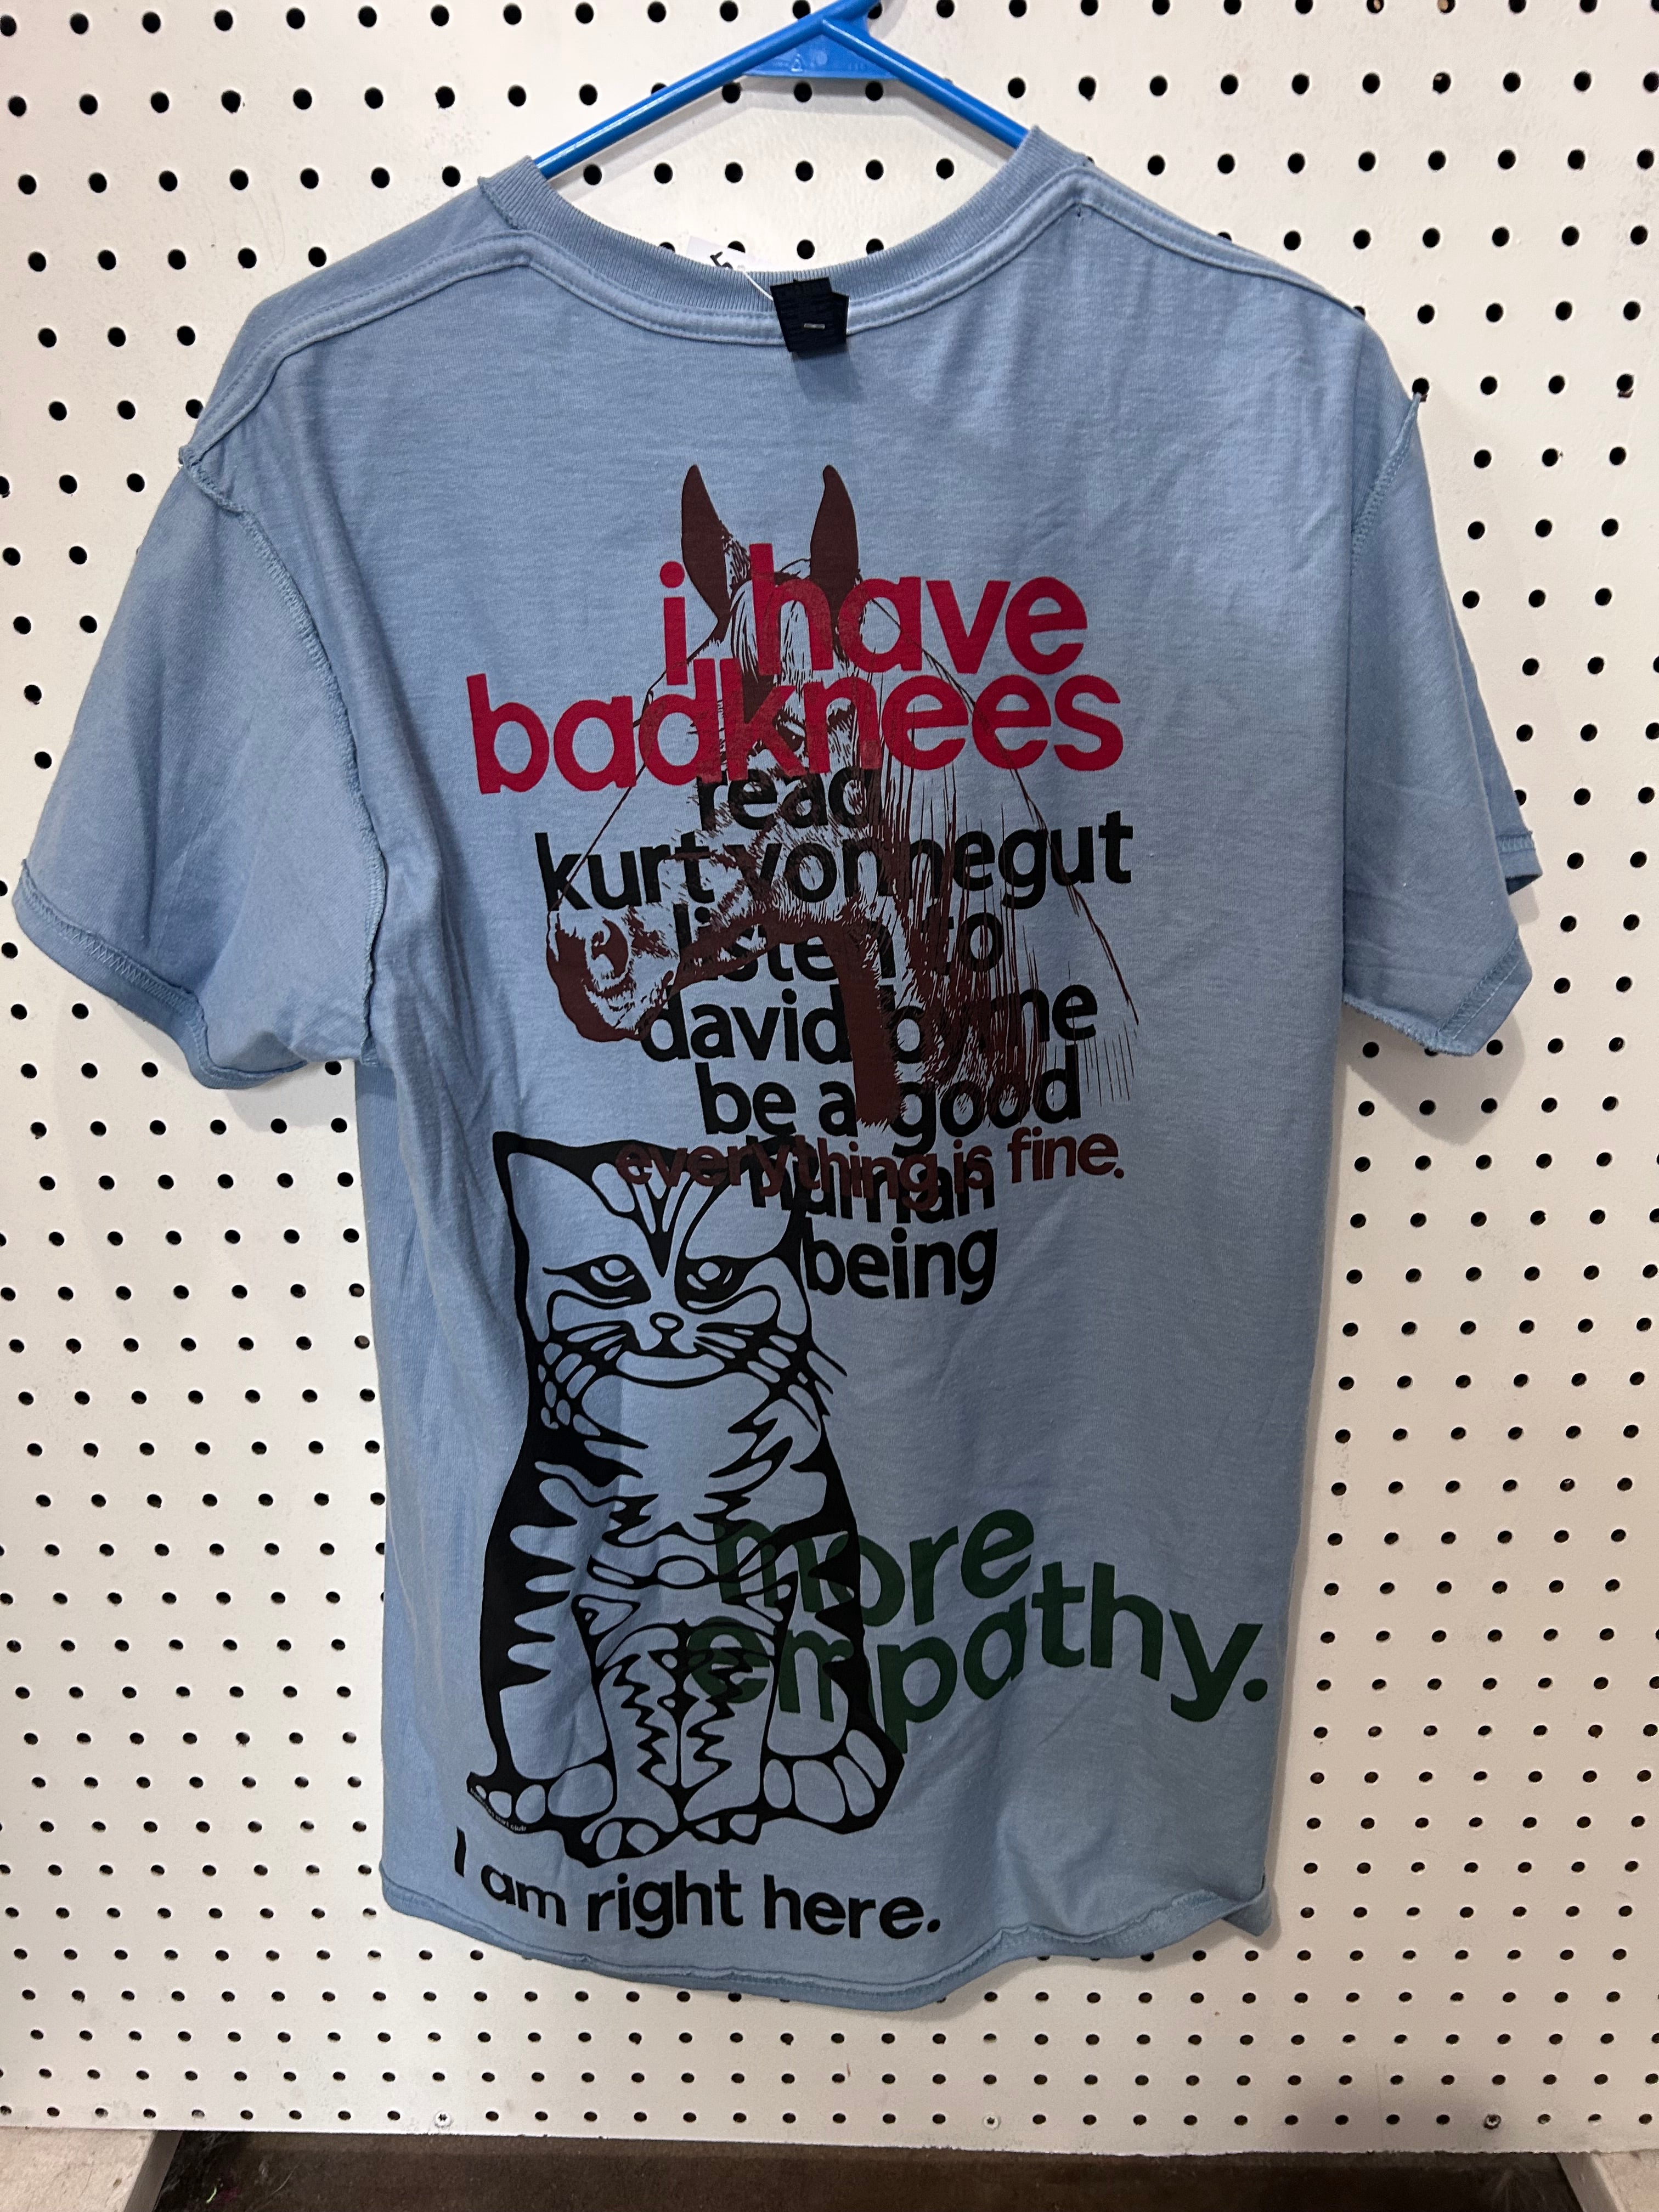 i have
badknees
read
kurt vonnegut
listen to
david byrne
be a good
everything is fine.
human
being
more
empathy.
I am right here.